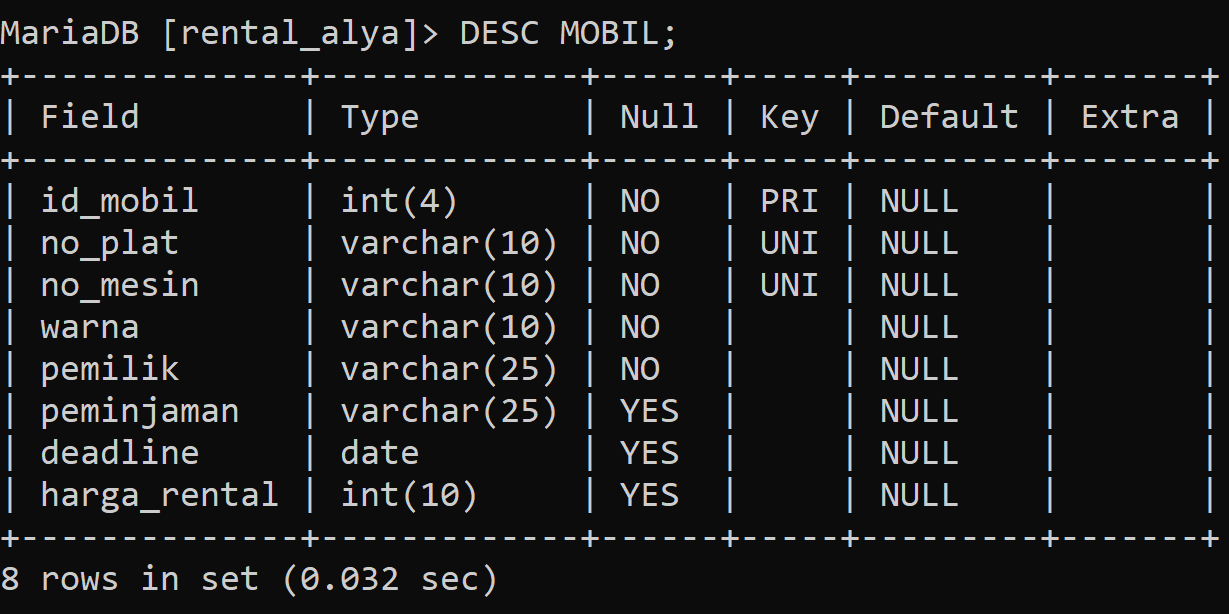 MariaDB [rental_alya]> DESC MOBIL;
+--------------+-------------+------+-----+---------+-------+
| Field        | Type        | Null | Key | Default | Extra |
+--------------+-------------+------+-----+---------+-------+
| id_mobil     | int(4)      | NO   | PRI | NULL    |       |
| no_plat      | varchar(10) | NO   | UNI | NULL    |       |
| no_mesin     | varchar(10) | NO   | UNI | NULL    |       |
| warna        | varchar(10) | NO   |     | NULL    |       |
| pemilik      | varchar(25) | NO   |     | NULL    |       |
| peminjaman   | varchar(25) | YES  |     | NULL    |       |
| deadline     | date        | YES  |     | NULL    |       |
| harga_rental | int(10)     | YES  |     | NULL    |       |
+--------------+-------------+------+-----+---------+-------+
8 rows in set (0.032 sec)